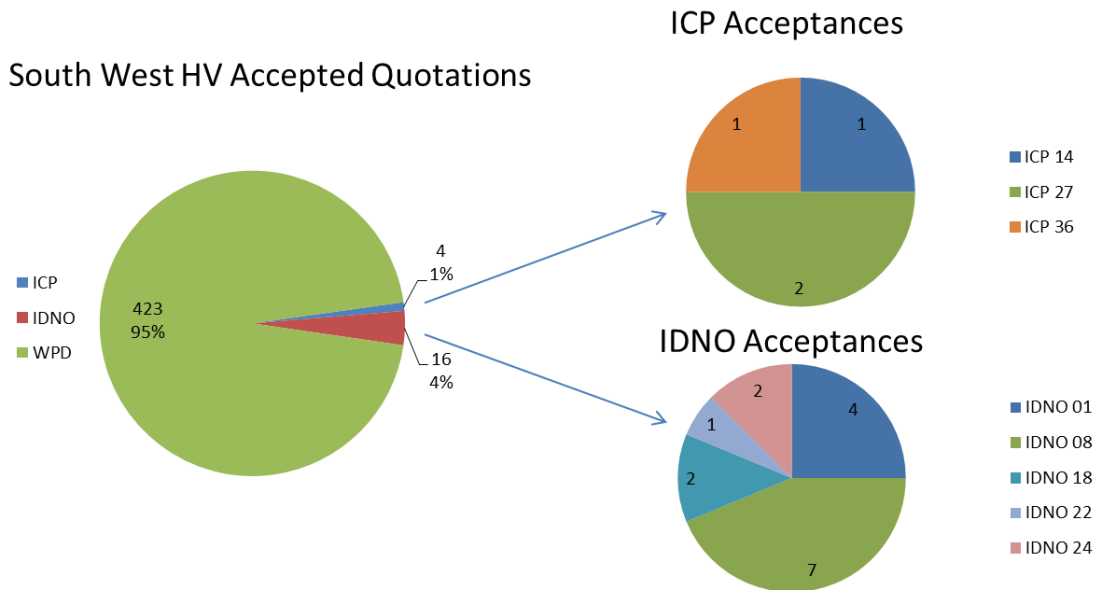 South West HV Accepted Quotations
ICP
IDNO
WPD
423
95%
4
1%
16
4%
ICP Acceptances
1
1
2
ICP 14
ICP 27
ICP 36
IDNO Acceptances
2
4
1
2
7
IDNO 01
IDNO 08
IDNO 18
IDNO 22
IDNO 24